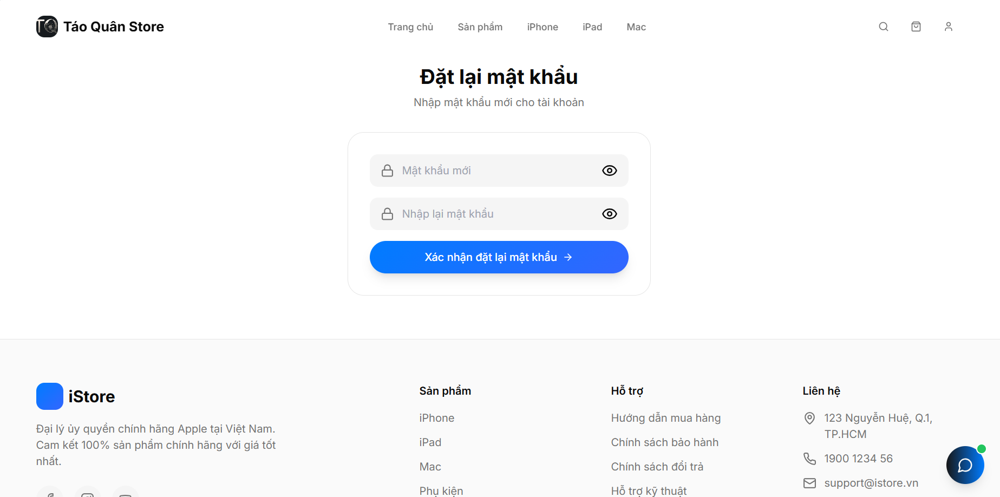 TQ
Táo Quân Store
Trang chủ
Sản phẩm
iPhone
iPad
Mac
Đặt lại mật khẩu
Nhập mật khẩu mới cho tài khoản
Mật khẩu mới
Nhập lại mật khẩu
Xác nhận đặt lại mật khẩu →
iStore
Đại lý ủy quyền chính hãng Apple tại Việt Nam.
Cam kết 100% sản phẩm chính hãng với giá tốt
nhất.
Sản phẩm
iPhone
iPad
Mac
Phụ kiện
Hỗ trợ
Hướng dẫn mua hàng
Chính sách bảo hành
Chính sách đổi trả
Hỗ trợ kỹ thuật
Liên hệ
123 Nguyễn Huệ, Q.1,
TP.HCM
1900 1234 56
support@istore.vn